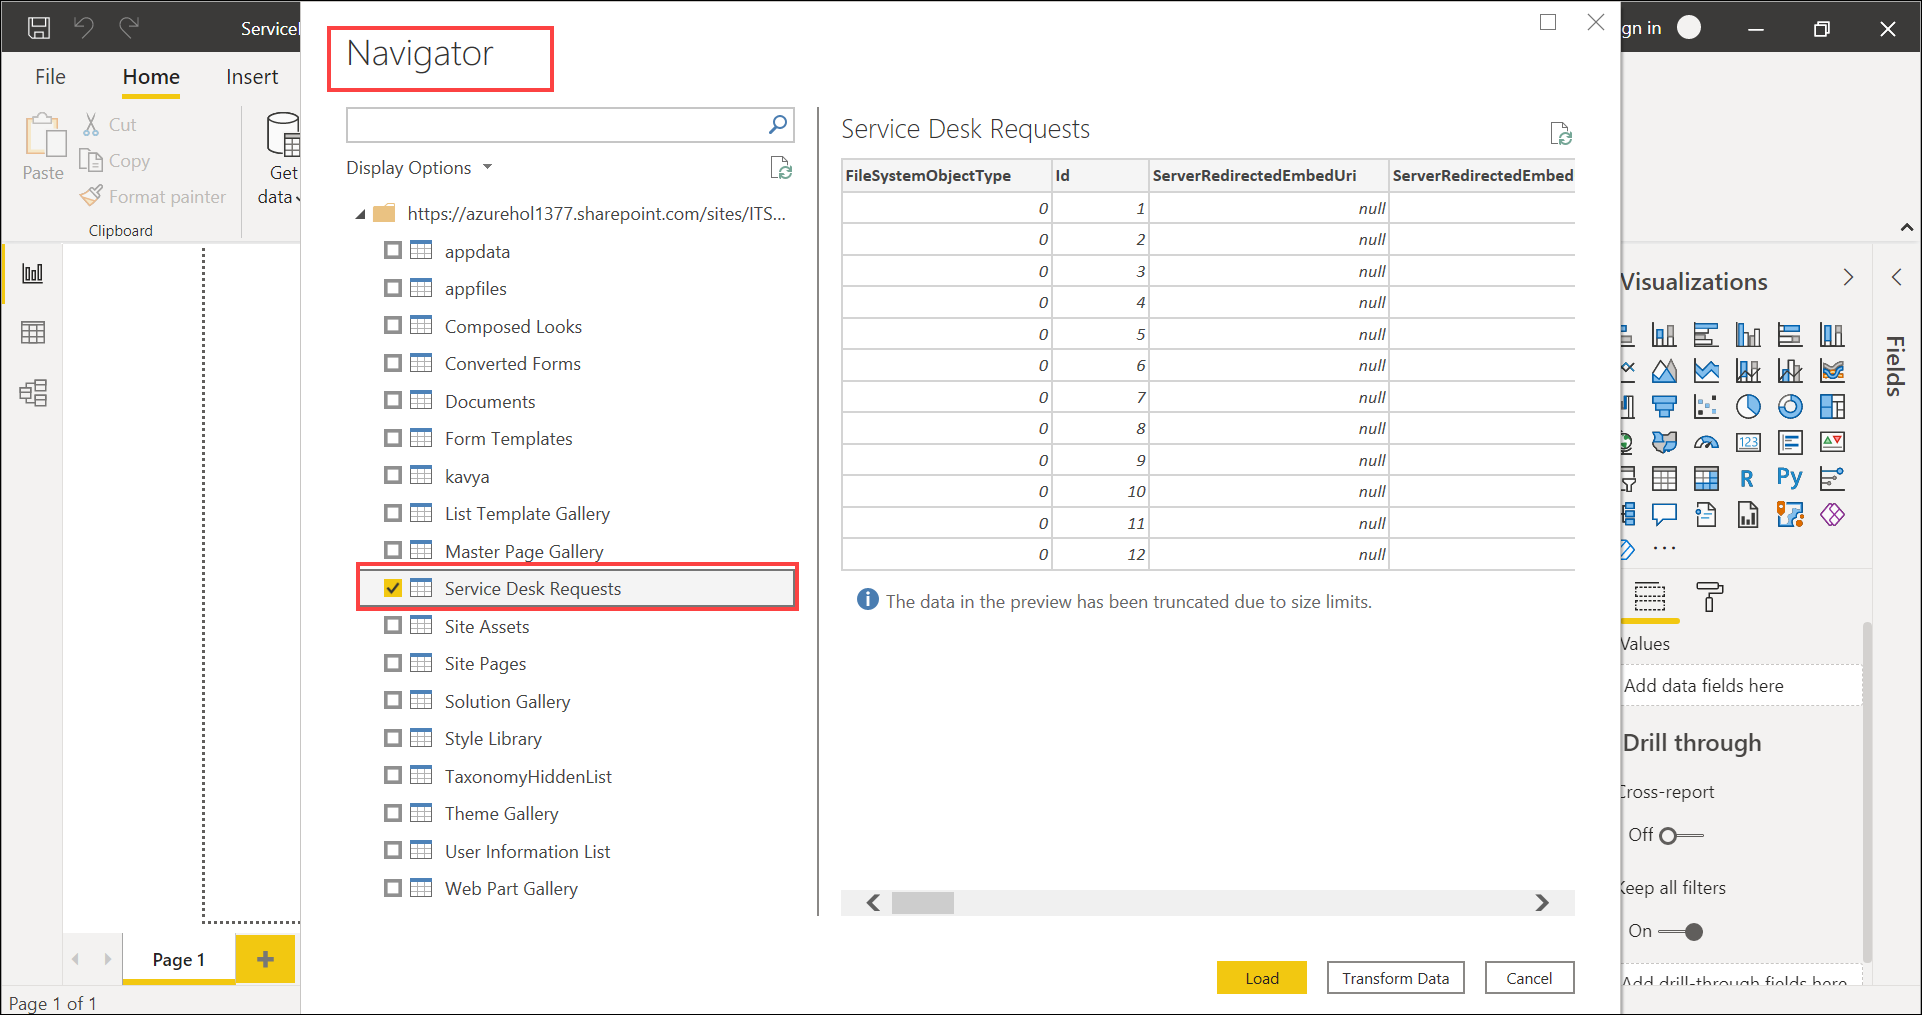 Service
gn in
File
Home
Insert
Paste
Cut
Copy
Format painter
Get
data
Clipboard
Navigator
Display Options
https://azurehol1377.sharepoint.com/sites/ITS...
appdata
appfiles
Composed Looks
Converted Forms
Documents
Form Templates
kavya
List Template Gallery
Master Page Gallery
Service Desk Requests
Site Assets
Site Pages
Solution Gallery
Style Library
TaxonomyHiddenList
Theme Gallery
User Information List
Web Part Gallery
Service Desk Requests
FileSystemObjectType Id ServerRedirectedEmbedUri ServerRedirectedEmbed
0 1 null
0 2 null
0 3 null
0 4 null
0 5 null
0 6 null
0 7 null
0 8 null
0 9 null
0 10 null
0 11 null
0 12 null
The data in the preview has been truncated due to size limits.
Load
Transform Data
Cancel
Visualizations
123
R
Py
...
Values
Add data fields here
Drill through
Cross-report
Off
Keep all filters
On
Add drill-through fields here
Fields
Page 1
Page 1 of 1